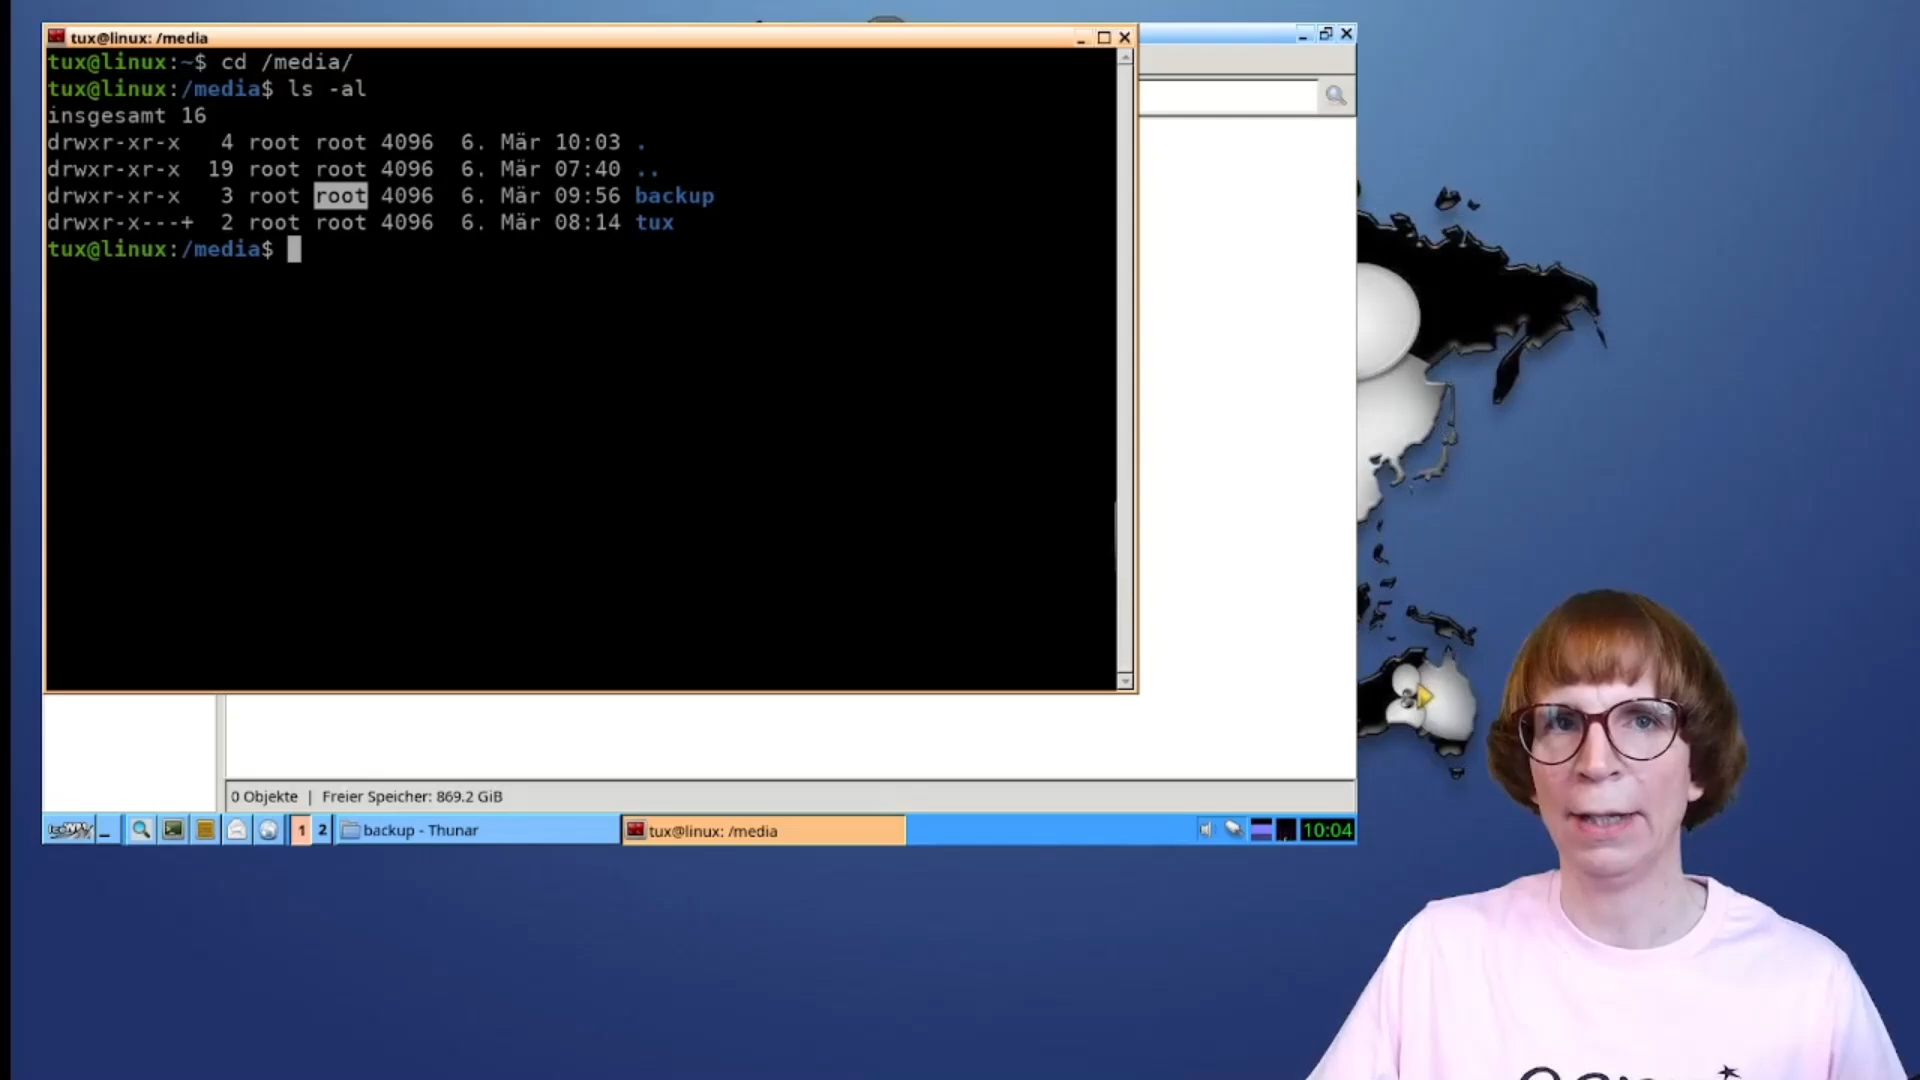 tux@linux: /media
tux@linux:~$ cd /media/
tux@linux:/media$ ls -al
insgesamt 16
drwxr-xr-x 4 root root 4096 6. Mär 10:03 .
drwxr-xr-x 19 root root 4096 6. Mär 07:40 ..
drwxr-xr-x 3 root root 4096 6. Mär 09:56 backup
drwxr-x---+ 2 root root 4096 6. Mär 08:14 tux
tux@linux:/media$
0 Objekte | Freier Speicher: 869.2 GiB
IceWM 1 2 backup - Thunar tux@linux: /media 10:04